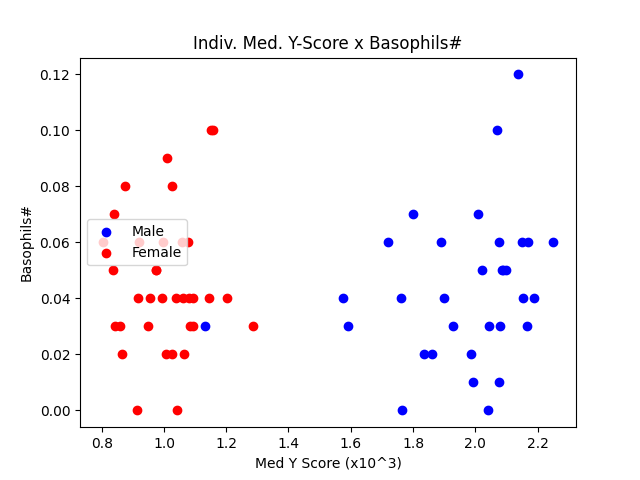 Indiv. Med. Y-Score x Basophils#
0.12
0.10
0.08
0.06
0.04
0.02
0.00
Basophils#
Male
Female
0.8 1.0 1.2 1.4 1.6 1.8 2.0 2.2
Med Y Score (x10^3)